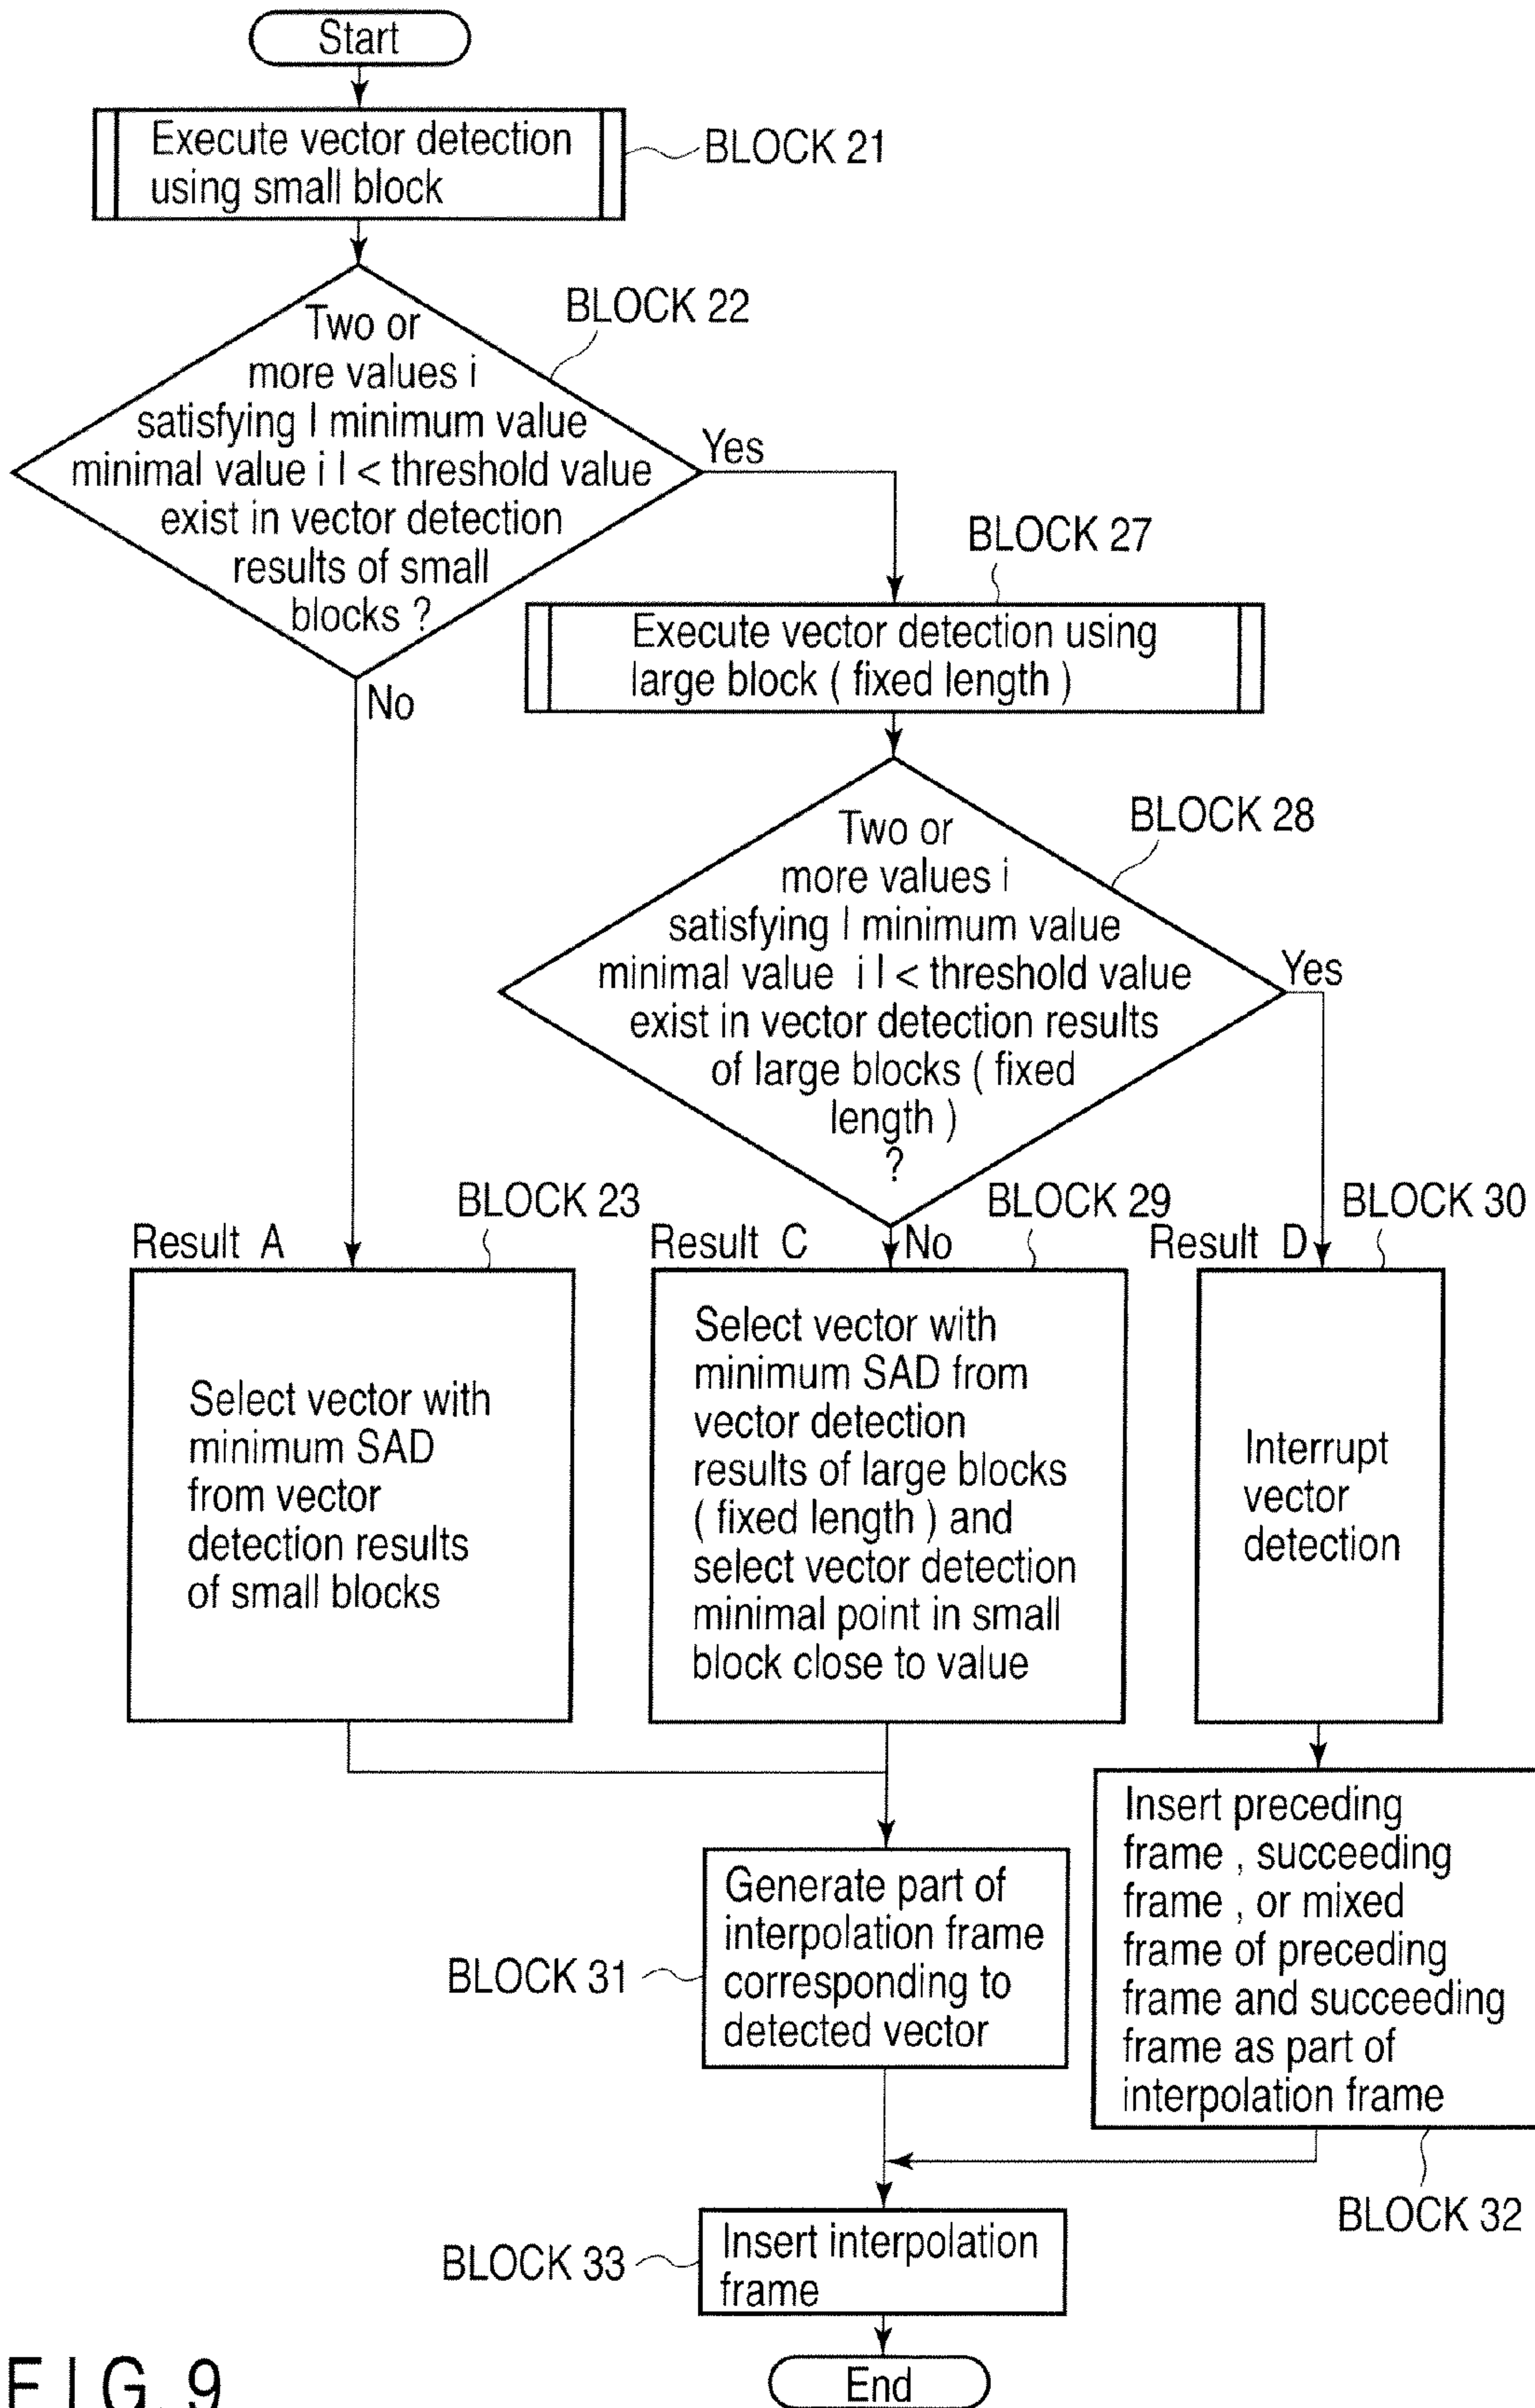 Start
Execute vector detection
using small block
BLOCK 21
BLOCK 22
Two or
more values i
satisfying | minimum value
minimal value i | < threshold value
exist in vector detection
results of small
blocks ?
Yes
No
BLOCK 27
Execute vector detection using
large block ( fixed length )
BLOCK 28
Two or
more values i
satisfying | minimum value
minimal value i | < threshold value
exist in vector detection results
of large blocks ( fixed
length )
?
Yes
No
Result A
BLOCK 23
Select vector with
minimum SAD
from vector
detection results
of small blocks
Result C
BLOCK 29
Select vector with
minimum SAD from
vector detection
results of large blocks
( fixed length ) and
select vector detection
minimal point in small
block close to value
Result D
BLOCK 30
Interrupt
vector
detection
BLOCK 31
Generate part of
interpolation frame
corresponding to
detected vector
Insert preceding
frame , succeeding
frame , or mixed
frame of preceding
frame and succeeding
frame as part of
interpolation frame
BLOCK 32
BLOCK 33
Insert interpolation
frame
End
FIG. 9